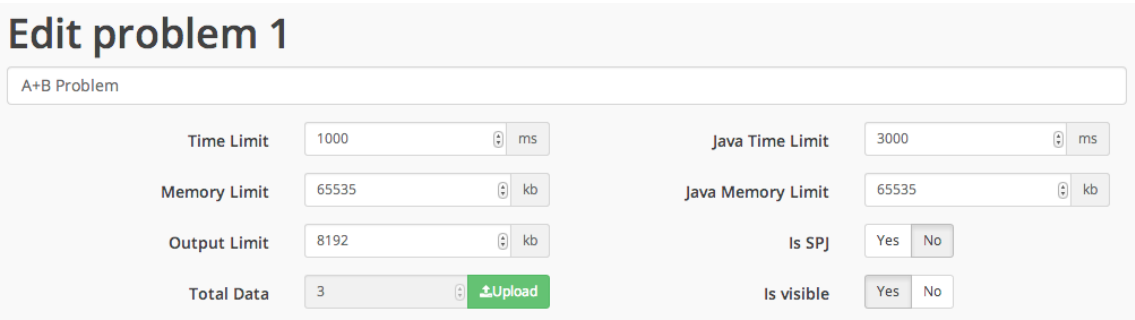 Edit problem 1
A+B Problem
Time Limit 1000 ms Java Time Limit 3000 ms
Memory Limit 65535 kb Java Memory Limit 65535 kb
Output Limit 8192 kb Is SPJ Yes No
Total Data 3 Upload Is visible Yes No